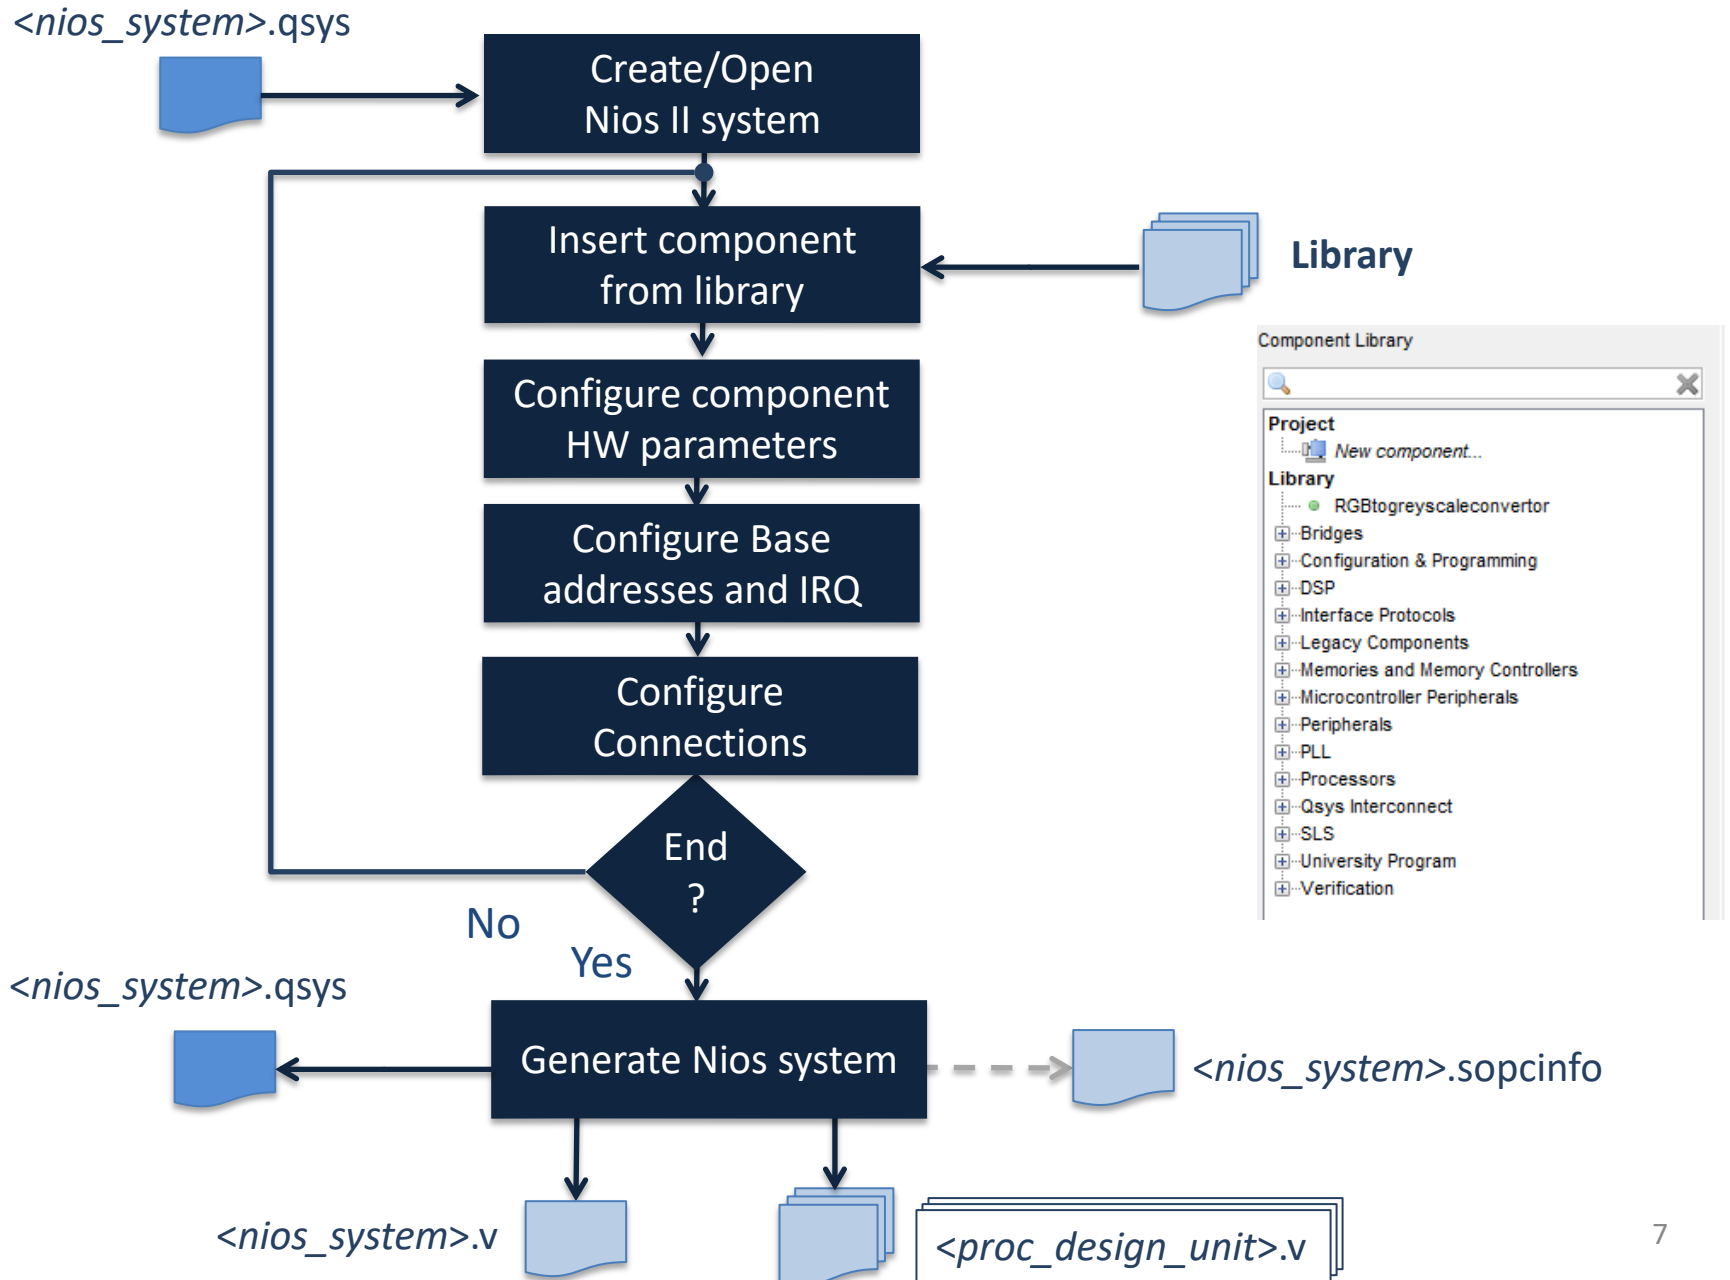 <nios_system>.qsys
Create/Open
Nios II system
Insert component
from library
Library
Configure component
HW parameters
Configure Base
addresses and IRQ
Configure
Connections
End
?
No
Yes
Component Library
Project
New component...
Library
RGBtogreyscaleconvertor
Bridges
Configuration & Programming
DSP
Interface Protocols
Legacy Components
Memories and Memory Controllers
Microcontroller Peripherals
Peripherals
PLL
Processors
Qsys Interconnect
SLS
University Program
Verification
<nios_system>.qsys
Generate Nios system
<nios_system>.sopcinfo
<nios_system>.v
<proc_design_unit>.v
7